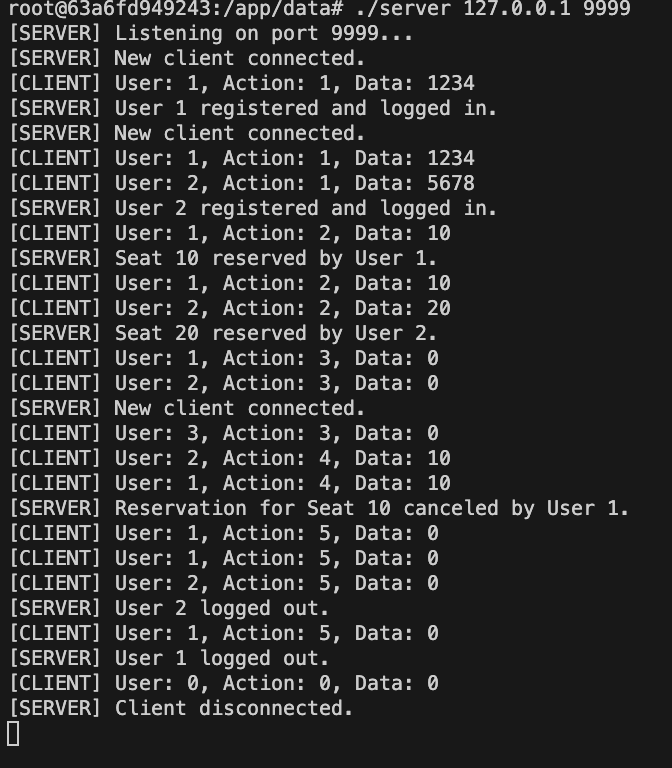 root@63a6fd949243:/app/data# ./server 127.0.0.1 9999
[SERVER] Listening on port 9999...
[SERVER] New client connected.
[CLIENT] User: 1, Action: 1, Data: 1234
[SERVER] User 1 registered and logged in.
[SERVER] New client connected.
[CLIENT] User: 1, Action: 1, Data: 1234
[CLIENT] User: 2, Action: 1, Data: 5678
[SERVER] User 2 registered and logged in.
[CLIENT] User: 1, Action: 2, Data: 10
[SERVER] Seat 10 reserved by User 1.
[CLIENT] User: 1, Action: 2, Data: 10
[CLIENT] User: 2, Action: 2, Data: 20
[SERVER] Seat 20 reserved by User 2.
[CLIENT] User: 1, Action: 3, Data: 0
[CLIENT] User: 2, Action: 3, Data: 0
[SERVER] New client connected.
[CLIENT] User: 3, Action: 3, Data: 0
[CLIENT] User: 2, Action: 4, Data: 10
[CLIENT] User: 1, Action: 4, Data: 10
[SERVER] Reservation for Seat 10 canceled by User 1.
[CLIENT] User: 1, Action: 5, Data: 0
[CLIENT] User: 1, Action: 5, Data: 0
[CLIENT] User: 2, Action: 5, Data: 0
[SERVER] User 2 logged out.
[CLIENT] User: 1, Action: 5, Data: 0
[SERVER] User 1 logged out.
[CLIENT] User: 0, Action: 0, Data: 0
[SERVER] Client disconnected.